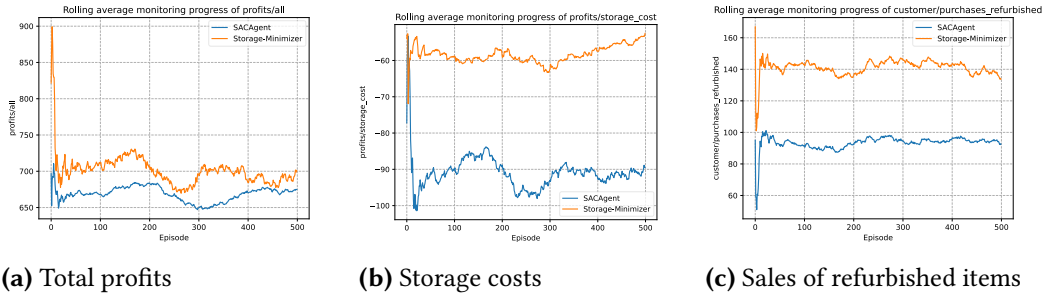 Rolling average monitoring progress of profits/all
SACAgent
Storage-Minimizer
900
850
800
750
700
650
profits/all
0
100
200
300
400
500
Episode
(a) Total profits
Rolling average monitoring progress of profits/storage_cost
−60
−70
−80
−90
−100
profits/storage_cost
SACAgent
Storage-Minimizer
0
100
200
300
400
500
Episode
(b) Storage costs
Rolling average monitoring progress of customer/purchases_refurbished
SACAgent
Storage-Minimizer
160
140
120
100
80
60
customer/purchases_refurbished
0
100
200
300
400
500
Episode
(c) Sales of refurbished items